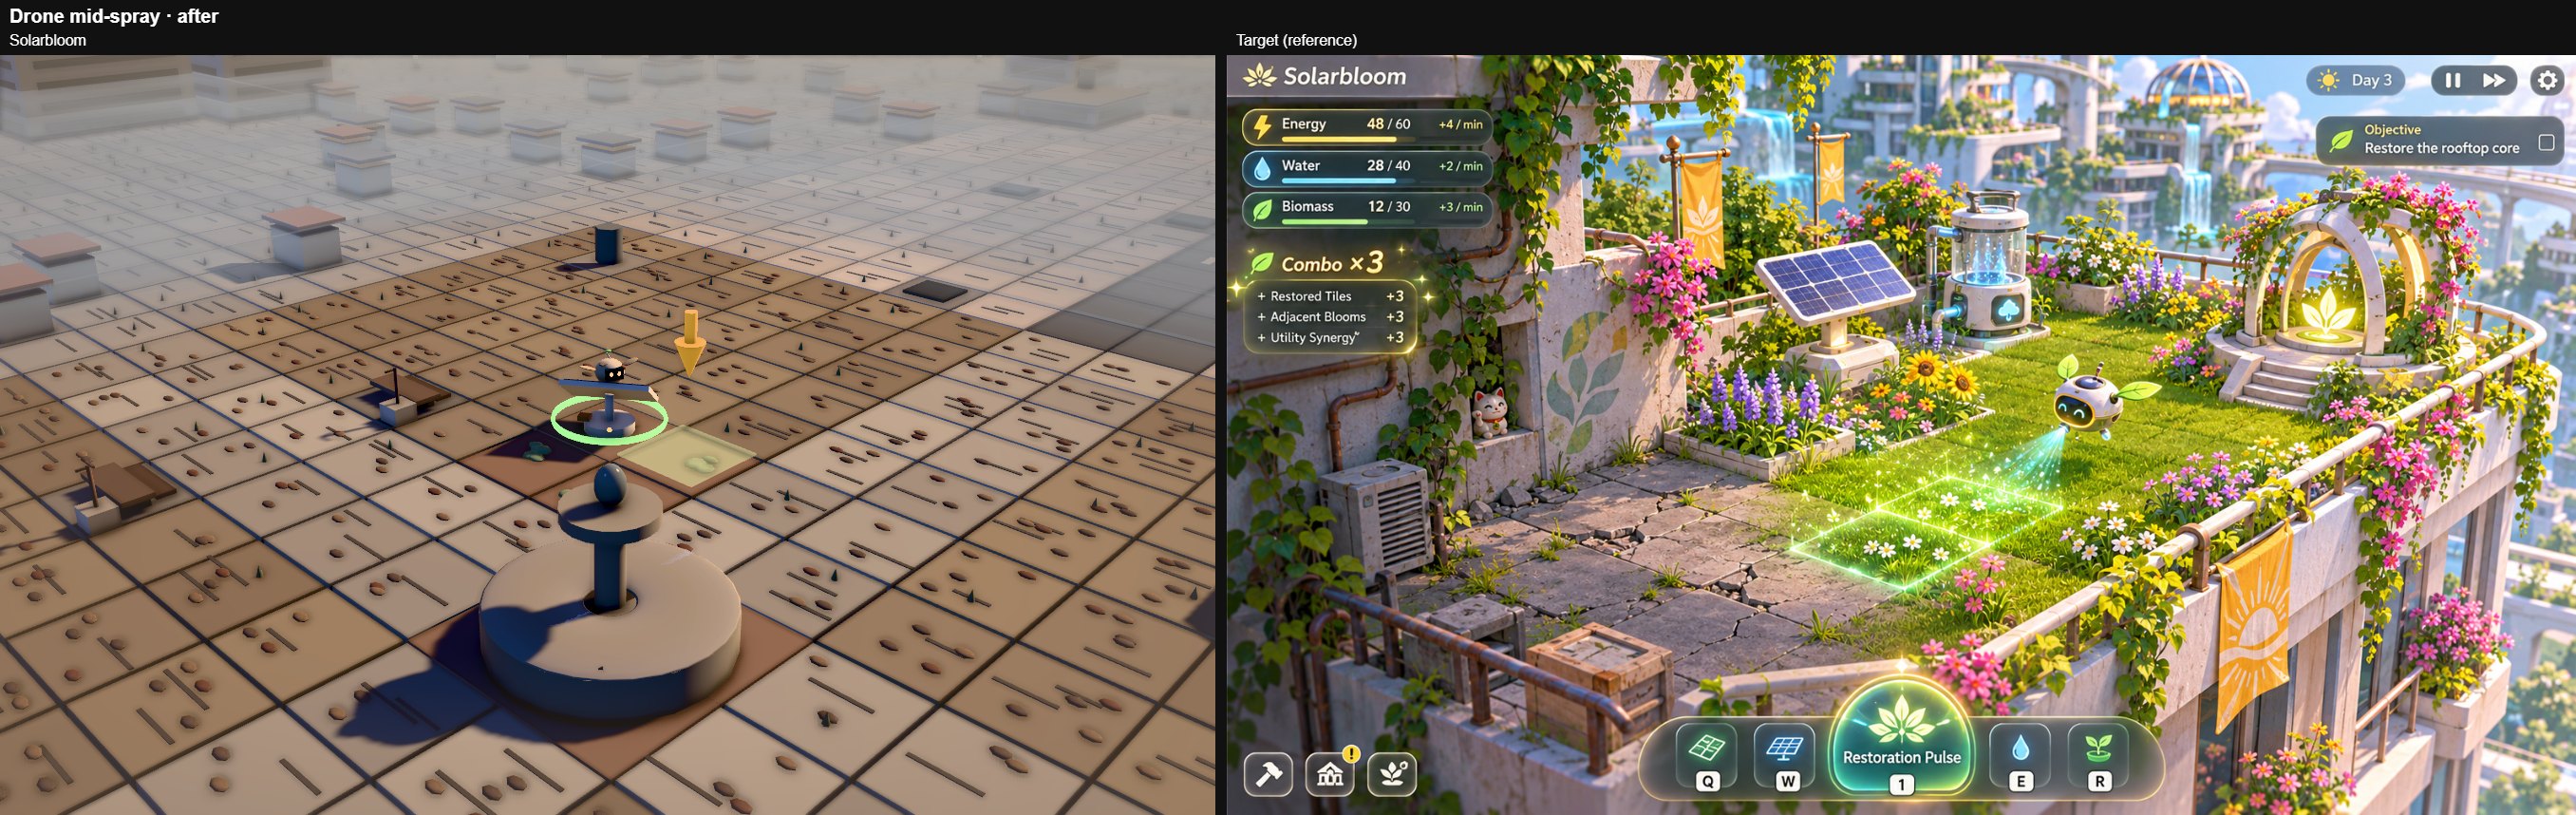 Drone mid-spray · after
Solarbloom
Target (reference)
Solarbloom
Day 3
Energy 48 / 60 +4 / min
Water 28 / 40 +2 / min
Biomass 12 / 30 +3 / min
Objective
Restore the rooftop core
Combo ×3
+ Restored Tiles +3
+ Adjacent Blooms +3
+ Utility Synergy +3
!
Restoration Pulse
Q
W
1
E
R